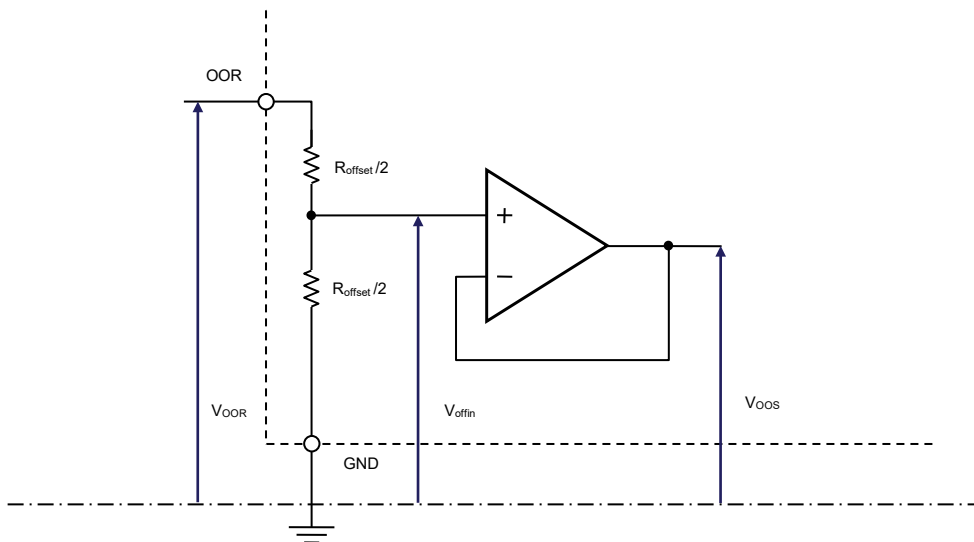 OOR
Roffset/2
+
−
Roffset/2
VOOR
Voffin
VOOS
GND